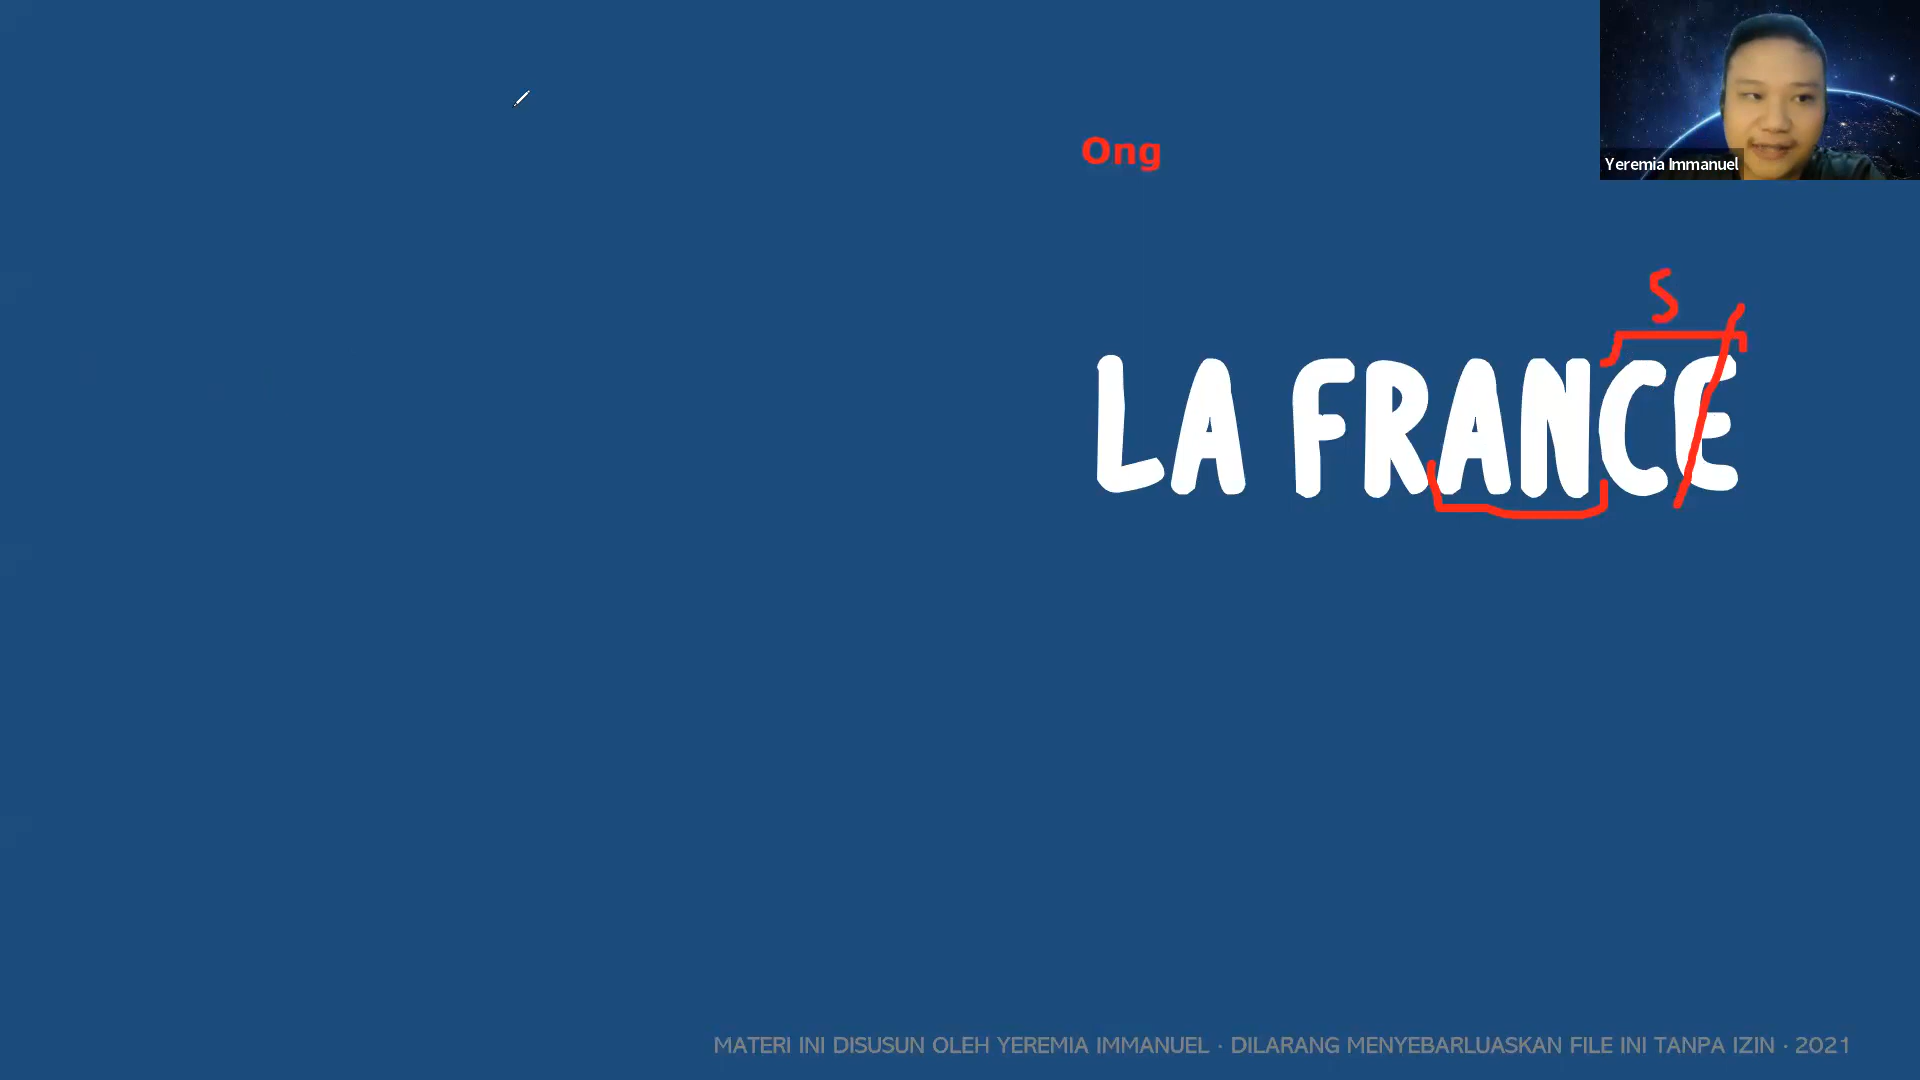 Ong
Yeremia Immanuel
S
LA FRANCE
MATERI INI DISUSUN OLEH YEREMIA IMMANUEL · DILARANG MENYEBARLUASKAN FILE INI TANPA IZIN · 2021